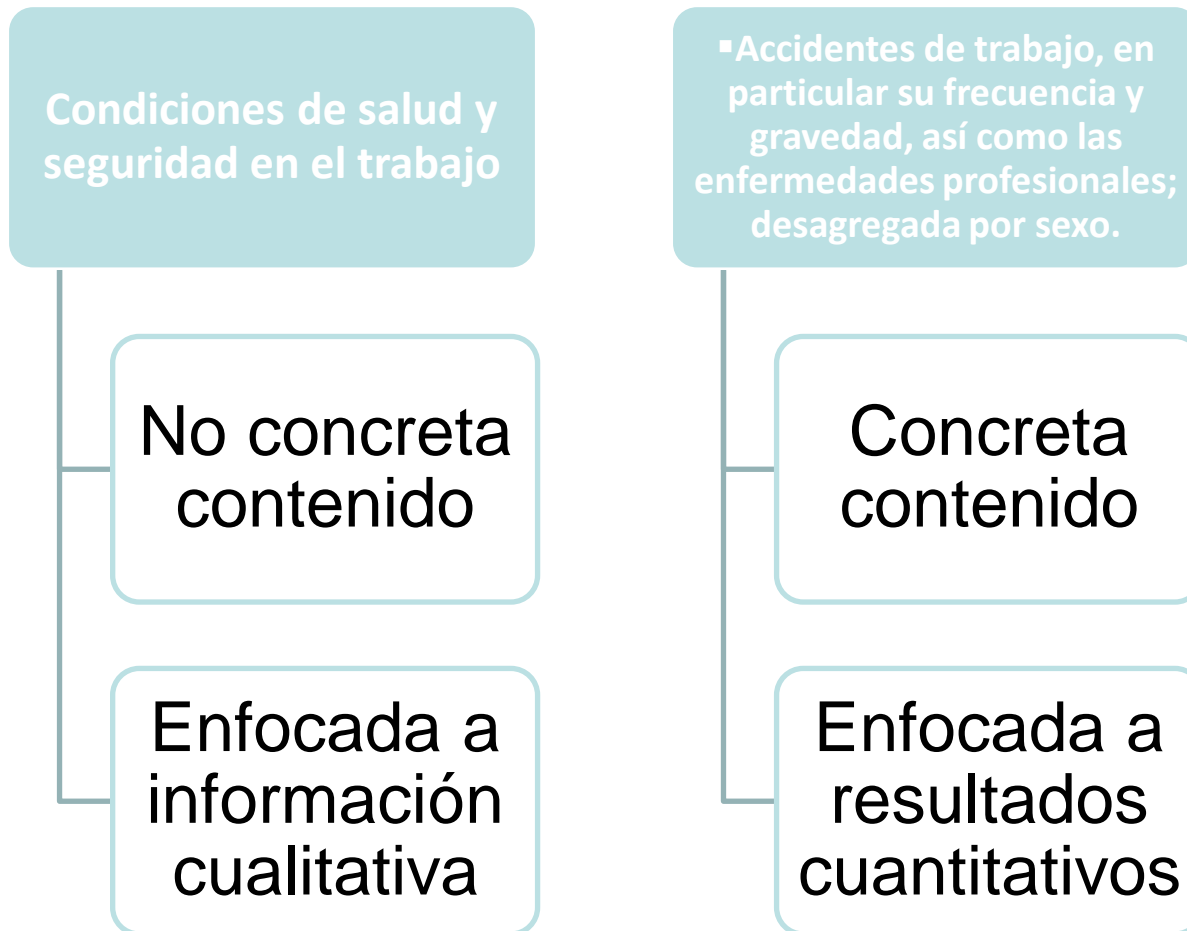 Condiciones de salud y
seguridad en el trabajo
No concreta
contenido
Enfocada a
información
cualitativa
▪Accidentes de trabajo, en
particular su frecuencia y
gravedad, así como las
enfermedades profesionales;
desagregada por sexo.
Concreta
contenido
Enfocada a
resultados
cuantitativos